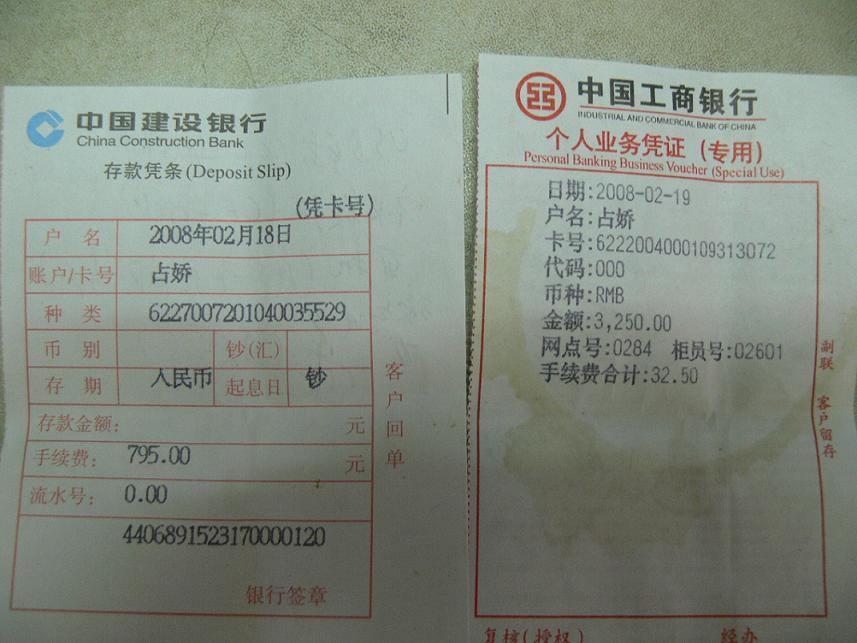 中国建设银行
China Construction Bank
存款凭条(Deposit Slip)
(凭卡号)
户 名 2008年02月18日
账户/卡号 占娇
种 类 6227007201040035529
币 别 钞(汇)
存 期 人民币 起息日 钞
存款金额: 元
手续费: 795.00 元
流水号: 0.00
4406891523170000120
银行签章
客户回单
中国工商银行
INDUSTRIAL AND COMMERCIAL BANK OF CHINA
个人业务凭证(专用)
Personal Banking Business Voucher (Special Use)
日期:2008-02-19
户名:占娇
卡号:6222004000109313072
代码:000
币种:RMB
金额:3,250.00
网点号:0284 柜员号:02601
手续费合计:32.50
副联 客户留存
复核(授权) 经办